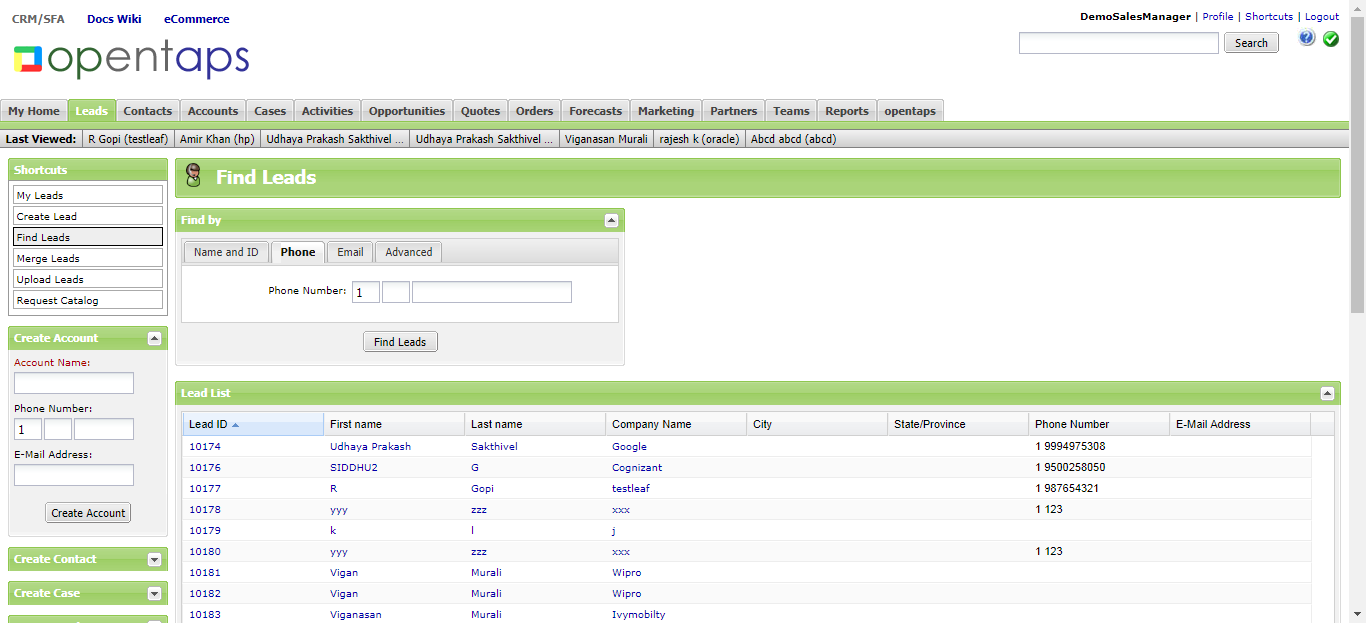 CRM/SFA Docs Wiki eCommerce
DemoSalesManager | Profile | Shortcuts | Logout
opentaps
Search
My Home Leads Contacts Accounts Cases Activities Opportunities Quotes Orders Forecasts Marketing Partners Teams Reports opentaps
Last Viewed: R Gopi (testleaf) Amir Khan (hp) Udhaya Prakash Sakthivel ... Udhaya Prakash Sakthivel ... Viganasan Murali rajesh k (oracle) Abcd abcd (abcd)
Shortcuts
My Leads
Create Lead
Find Leads
Merge Leads
Upload Leads
Request Catalog
Create Account
Account Name:
Phone Number:
1
E-Mail Address:
Create Account
Create Contact
Create Case
Find Leads
Find by
Name and ID Phone Email Advanced
Phone Number: 1
Find Leads
Lead List
Lead ID First name Last name Company Name City State/Province Phone Number E-Mail Address
10174 Udhaya Prakash Sakthivel Google 1 9994975308
10176 SIDDHU2 G Cognizant 1 9500258050
10177 R Gopi testleaf 1 987654321
10178 yyy zzz xxx 1 123
10179 k l j
10180 yyy zzz xxx 1 123
10181 Vigan Murali Wipro
10182 Vigan Murali Wipro
10183 Viganasan Murali Ivymobilty